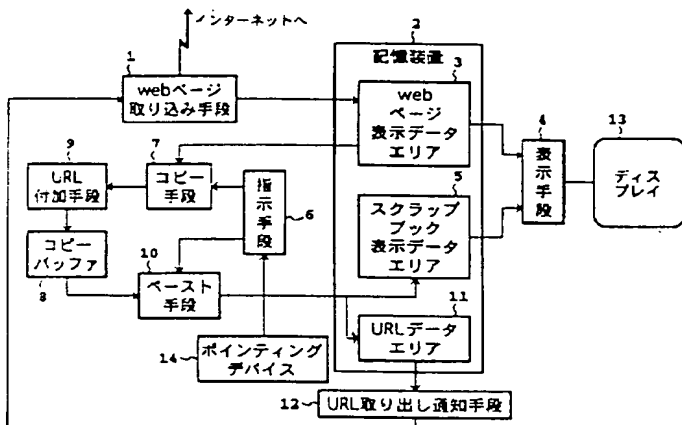 インターネットへ
1
webページ
取り込み手段
2
記憶装置
3
web
ページ
表示データ
エリア
4
表示手段
13
ディス
プレイ
9
URL
付加手段
7
コピー
手段
指示手段
6
5
スクラップ
ブック
表示データ
エリア
コピー
バッファ
8
10
ペースト
手段
11
URLデータ
エリア
14
ポインティング
デバイス
12
URL取り出し通知手段